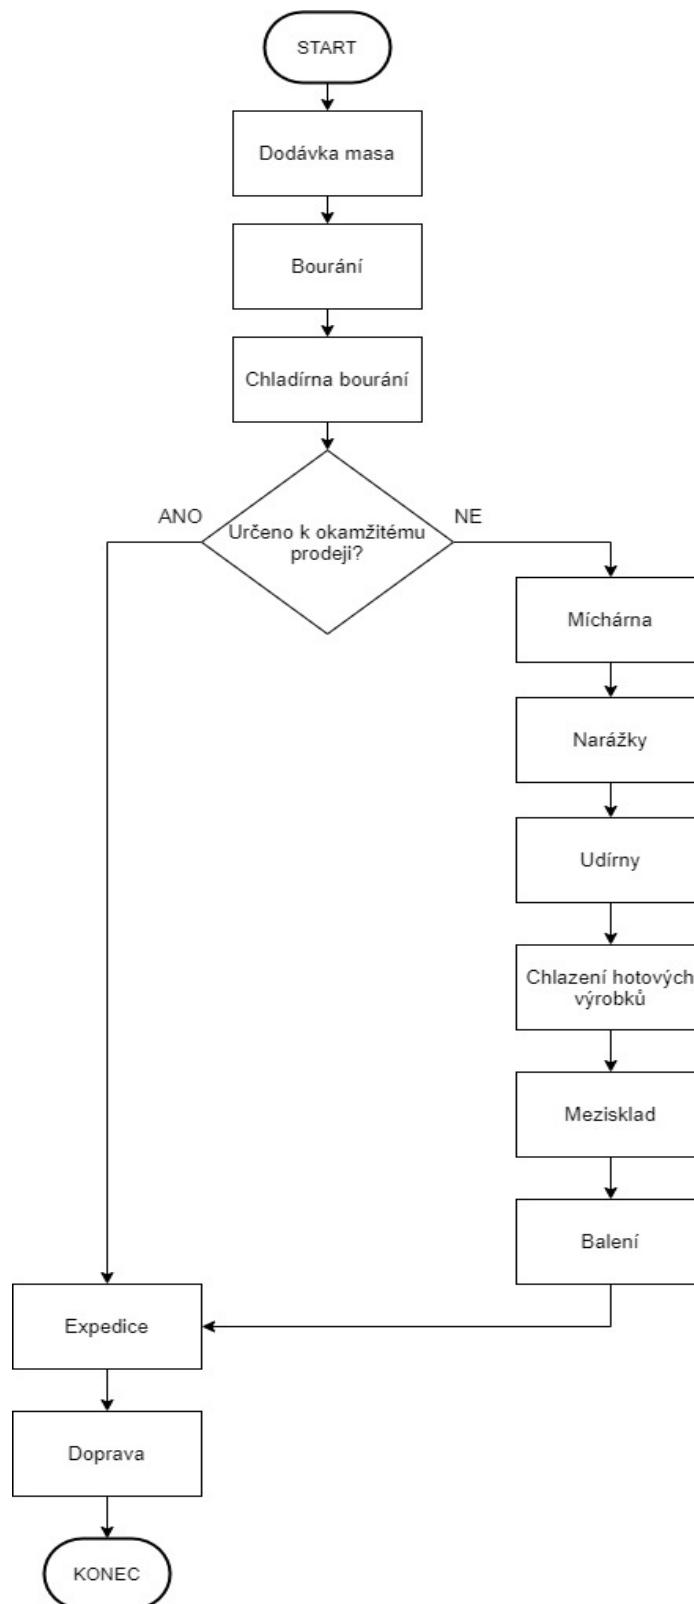 START
Dodávka masa
Bourání
Chladírna bourání
ANO
Určeno k okamžitému
prodeji?
NE
Míchárna
Narážky
Udírny
Chlazení hotových
výrobků
Mezisklad
Balení
Expedice
Doprava
KONEC